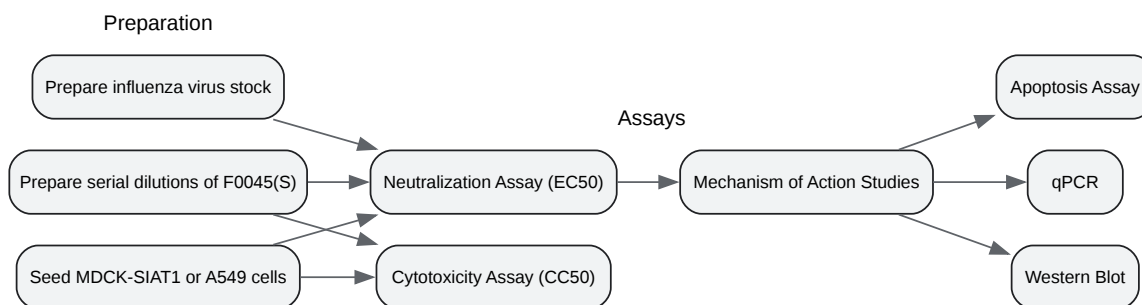 Preparation
Prepare influenza virus stock
Prepare serial dilutions of F0045(S)
Seed MDCK-SIAT1 or A549 cells
Assays
Neutralization Assay (EC50)
Cytotoxicity Assay (CC50)
Mechanism of Action Studies
Apoptosis Assay
qPCR
Western Blot